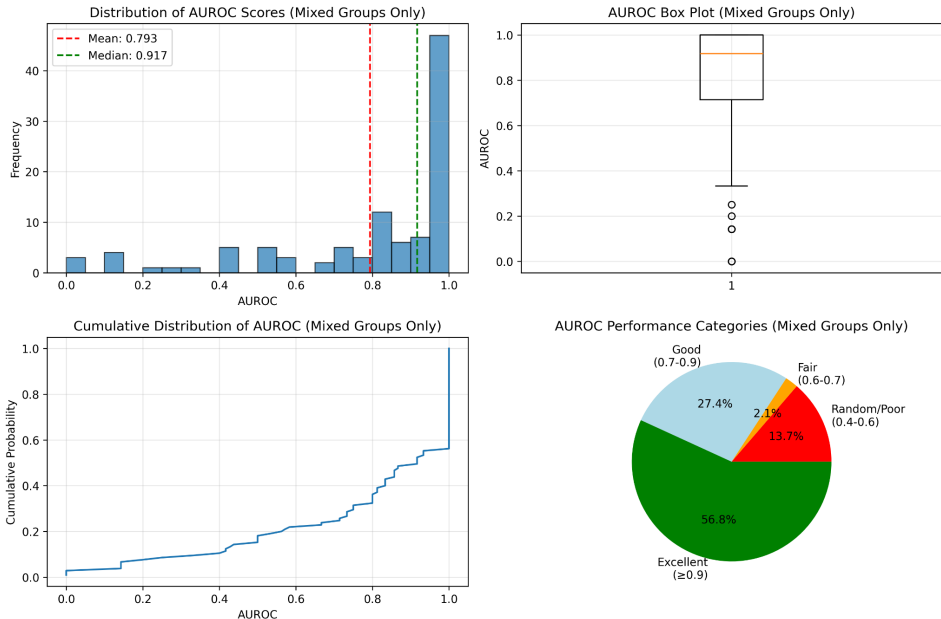 Distribution of AUROC Scores (Mixed Groups Only)
Mean: 0.793
Median: 0.917
Frequency
40
30
20
10
0
0.0 0.2 0.4 0.6 0.8 1.0
AUROC
AUROC Box Plot (Mixed Groups Only)
AUROC
1.0
0.8
0.6
0.4
0.2
0.0
1
Cumulative Distribution of AUROC (Mixed Groups Only)
Cumulative Probability
1.0
0.8
0.6
0.4
0.2
0.0
0.0 0.2 0.4 0.6 0.8 1.0
AUROC
AUROC Performance Categories (Mixed Groups Only)
Good
(0.7-0.9)
27.4%
Fair
(0.6-0.7)
2.1%
Random/Poor
(0.4-0.6)
13.7%
56.8%
Excellent
(≥0.9)